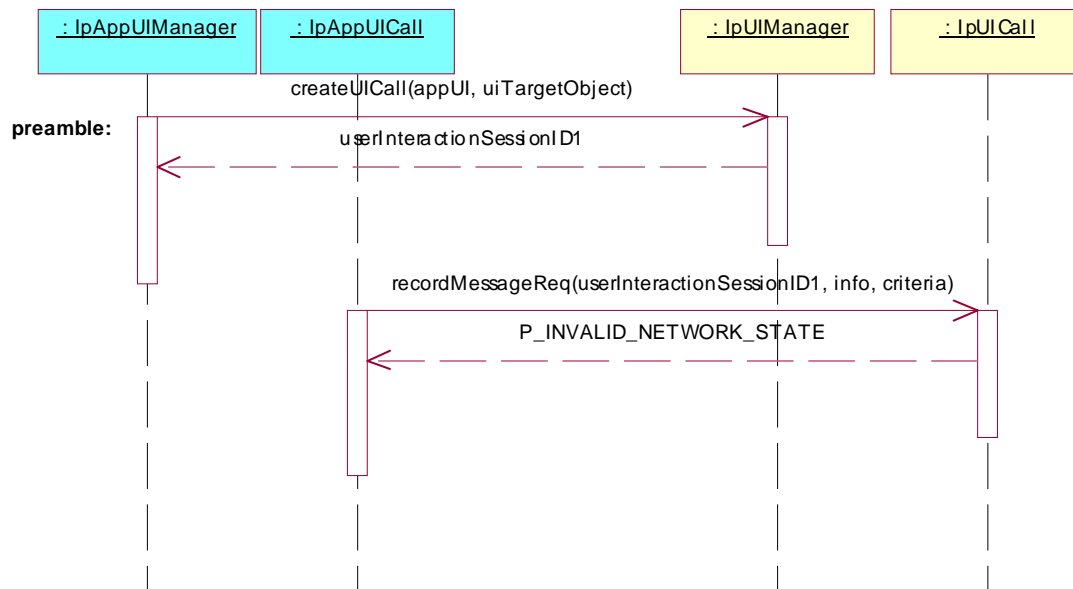 : IpAppUIManager
: IpAppUICall
: IpUIManager
: IpUICall
createUICall(appUI, uiTargetObject)
preamble:
userInteractionSessionID1
recordMessageReq(userInteractionSessionID1, info, criteria)
P_INVALID_NETWORK_STATE